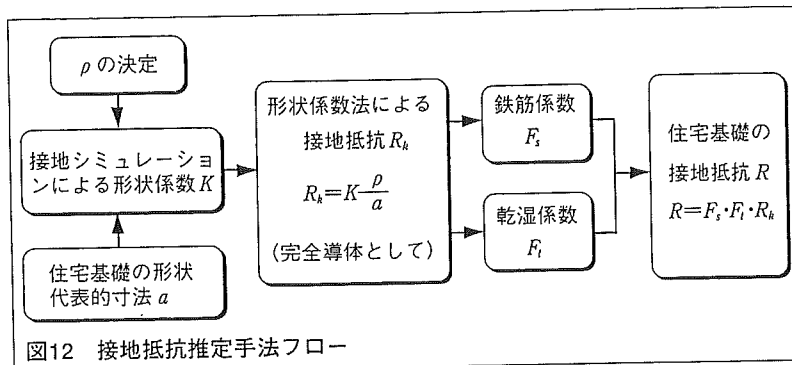 ρの決定
接地シミュレーショ
ンによる形状係数K
住宅基礎の形状
代表的寸法a
形状係数法による
接地抵抗Rₖ
Rₖ=K ρ/a
(完全導体として)
鉄筋係数
Fₛ
乾湿係数
Fₗ
住宅基礎の
接地抵抗R
R=Fₛ・Fₗ・Rₖ
図12 接地抵抗推定手法フロー